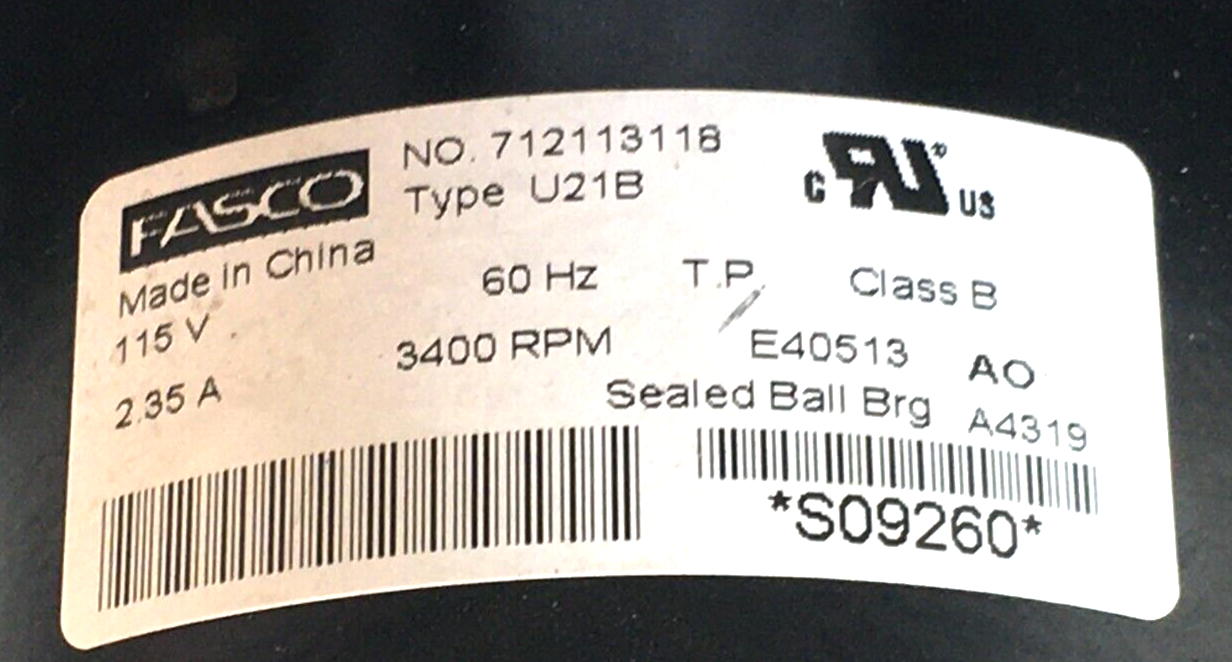 FASCO
NO. 712113118
Type U21B
c RU® US
Made in China
60 Hz T.P. Class B
115 V
3400 RPM E40513 AO
2.35 A
Sealed Ball Brg A4319
*S09260*